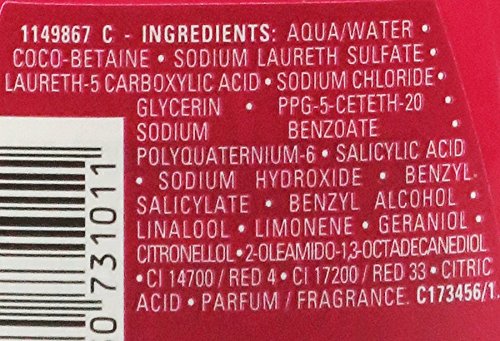 1149867 C - INGREDIENTS: AQUA/WATER •
COCO-BETAINE • SODIUM LAURETH SULFATE •
LAURETH-5 CARBOXYLIC ACID • SODIUM CHLORIDE •
GLYCERIN • PPG-5-CETETH-20 •
SODIUM BENZOATE •
POLYQUATERNIUM-6 • SALICYLIC ACID
• SODIUM HYDROXIDE • BENZYL-
SALICYLATE • BENZYL ALCOHOL •
LINALOOL • LIMONENE • GERANIOL •
CITRONELLOL • 2-OLEAMIDO-1,3-OCTADECANEDIOL
• CI 14700 / RED 4 • CI 17200 / RED 33 • CITRIC
ACID • PARFUM / FRAGRANCE. C173456/1.
0731011